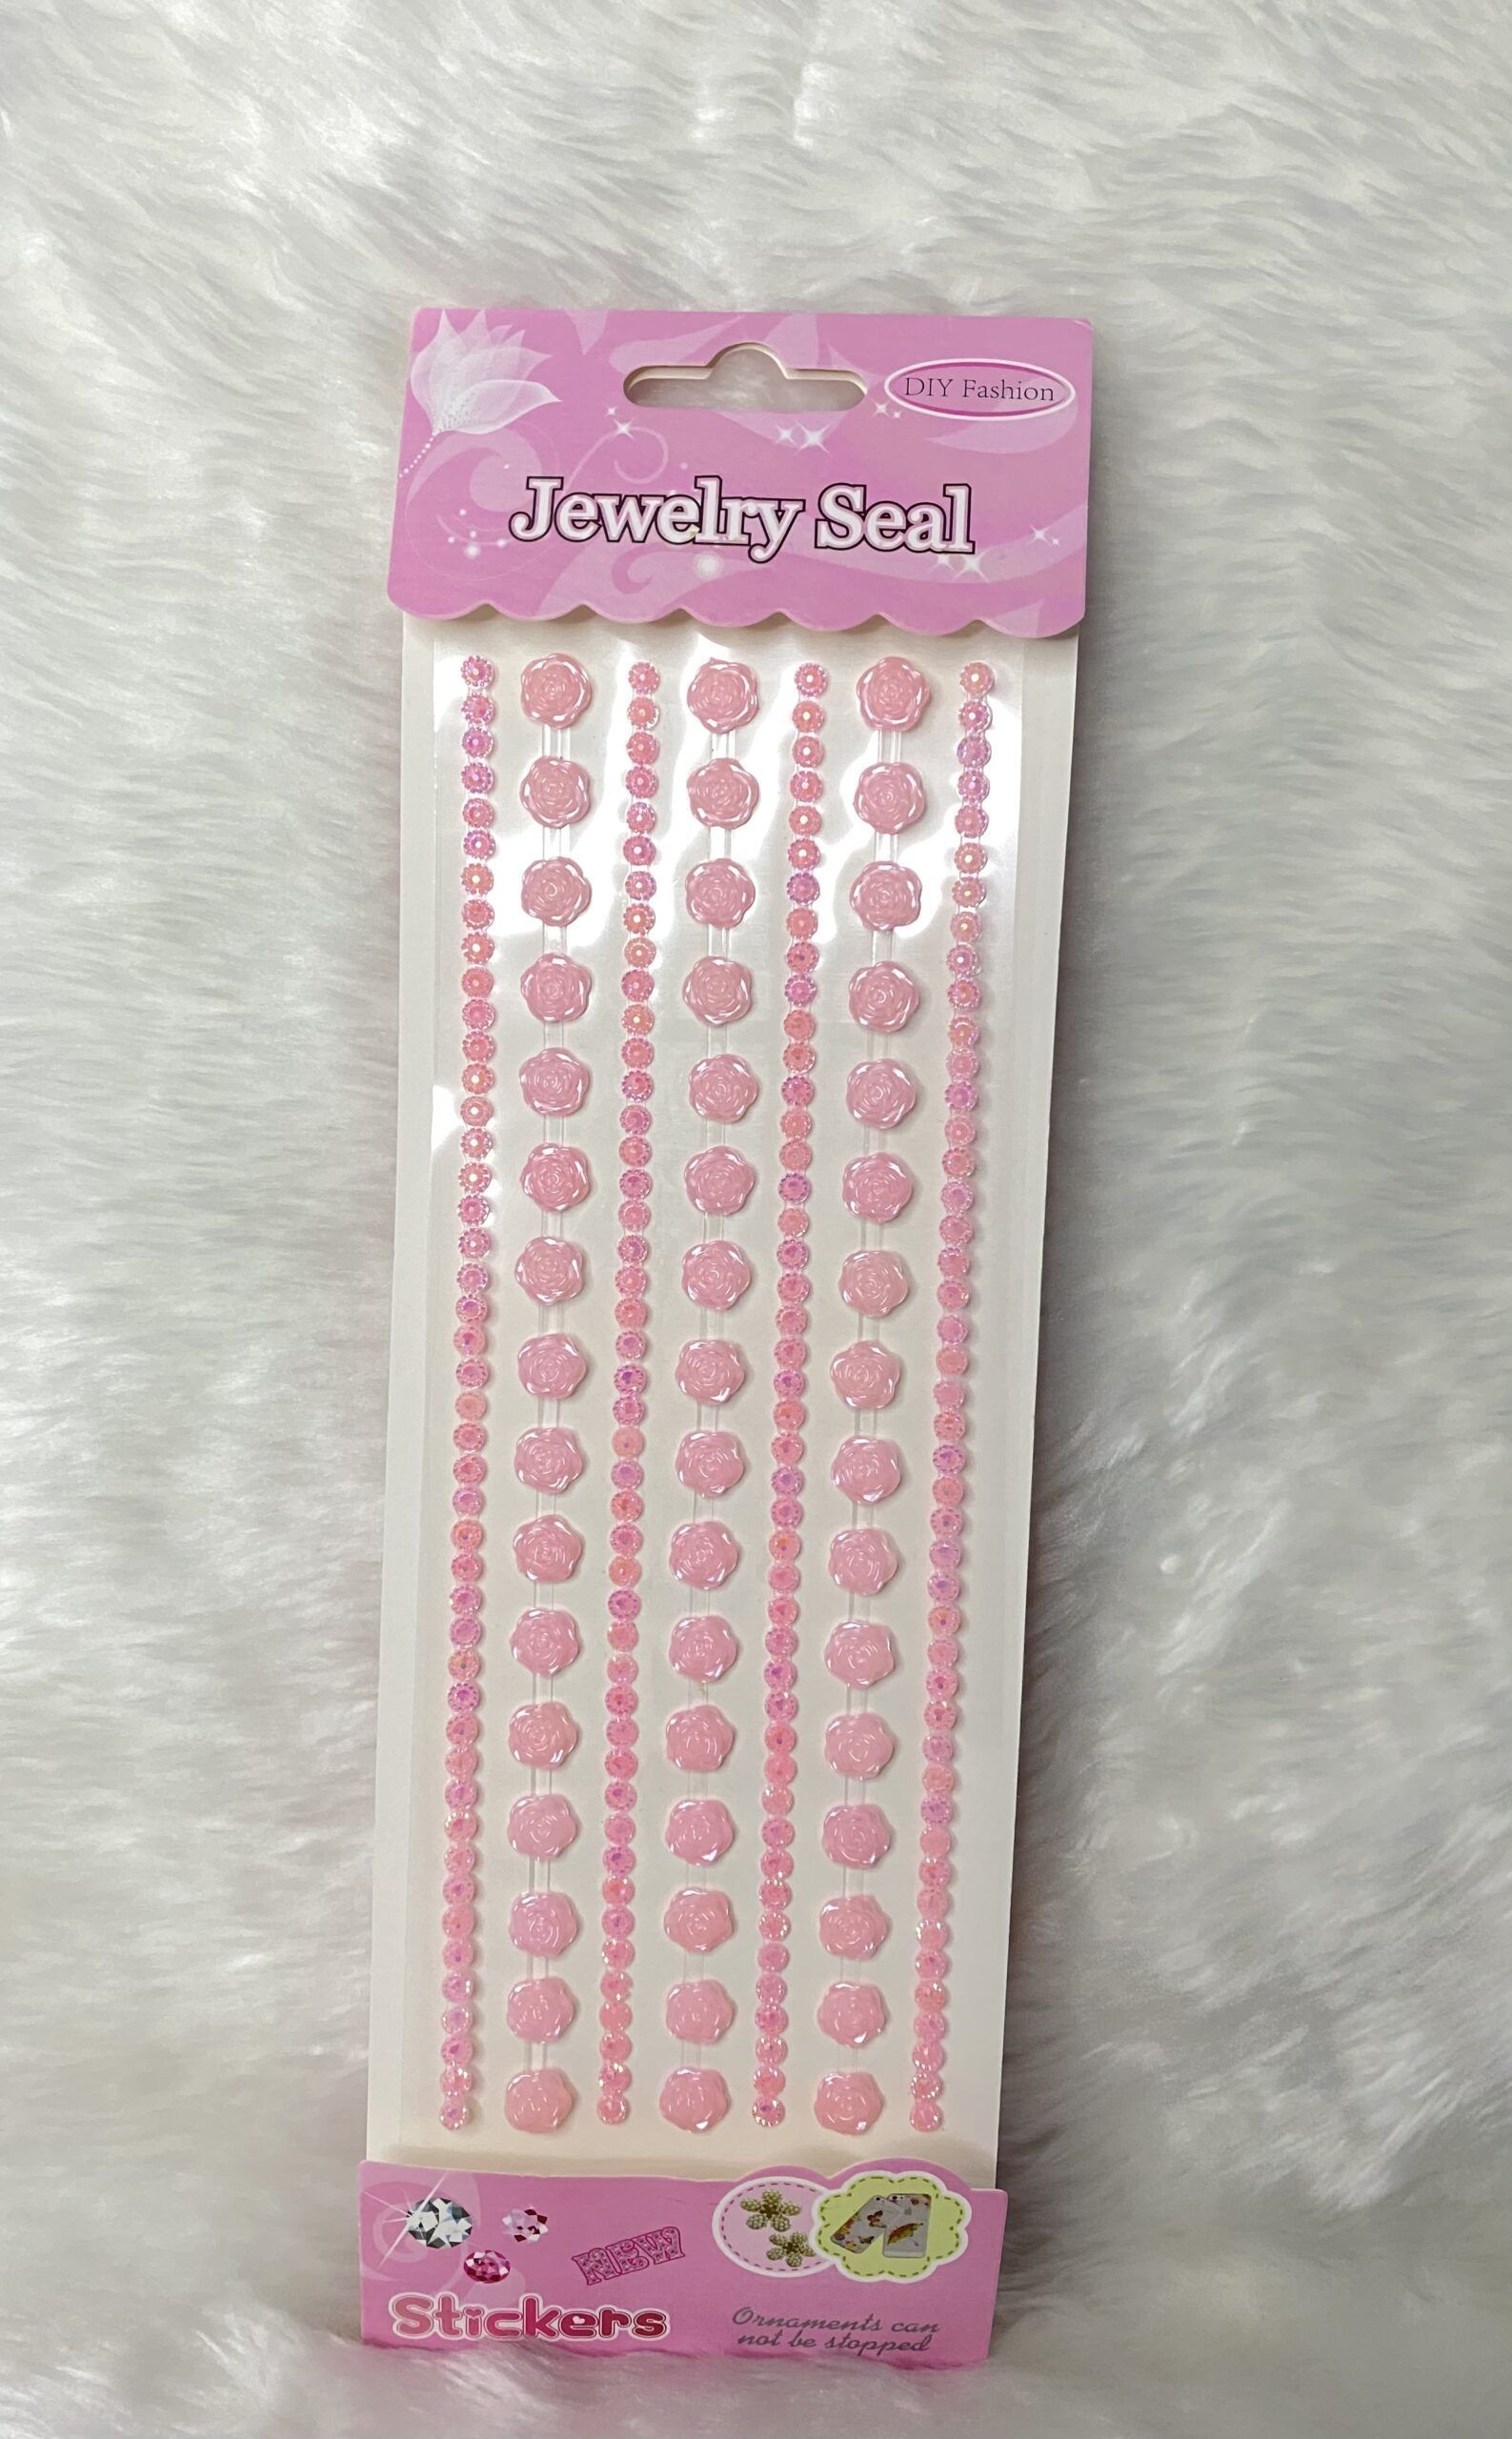 DIY Fashion
Jewelry Seal
NEW
Stickers
Ornaments can
not be stopped